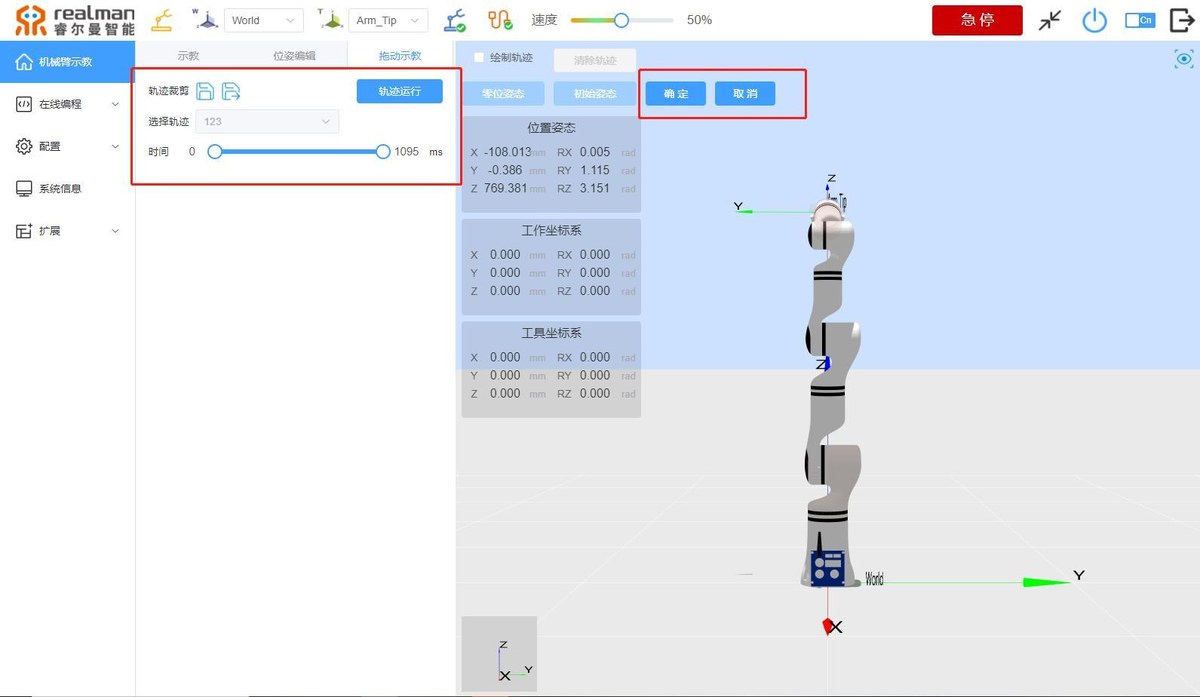 realman
睿尔曼智能
W World T Arm_Tip 速度 50% 急停 Cn
机械臂示教
在线编程
配置
系统信息
扩展
示教 位姿编辑 拖动示教
轨迹裁剪 轨迹运行
选择轨迹 123
时间 0 1095 ms
绘制轨迹 清除轨迹
零位姿态 初始姿态 确定 取消
位置姿态
X -108.013 mm RX 0.005 rad
Y -0.386 mm RY 1.115 rad
Z 769.381 mm RZ 3.151 rad
工作坐标系
X 0.000 mm RX 0.000 rad
Y 0.000 mm RY 0.000 rad
Z 0.000 mm RZ 0.000 rad
工具坐标系
X 0.000 mm RX 0.000 rad
Y 0.000 mm RY 0.000 rad
Z 0.000 mm RZ 0.000 rad
Z
Arm_Tip
Y
Z
World
Y
X
Z
Y
X